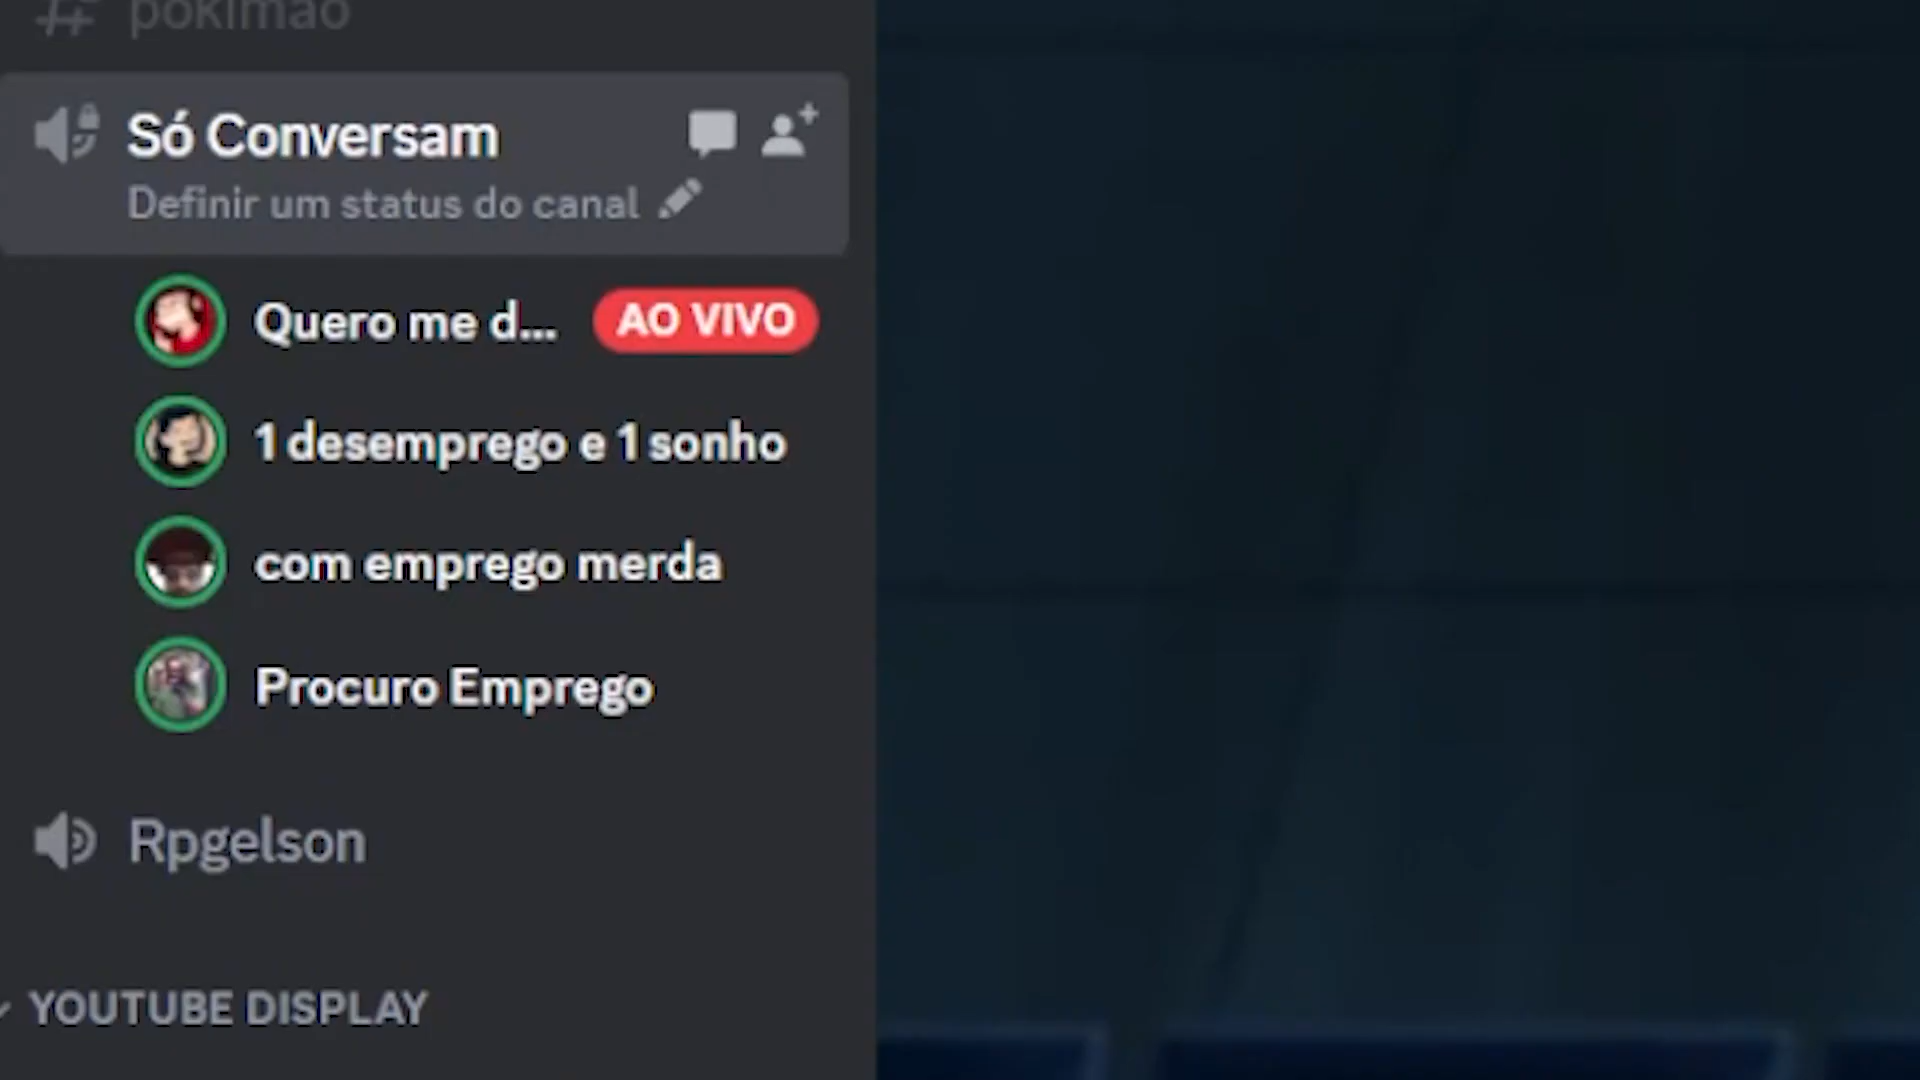 pokimao
Só Conversam
Definir um status do canal
Quero me d... AO VIVO
1 desemprego e 1 sonho
com emprego merda
Procuro Emprego
Rpgelson
YOUTUBE DISPLAY